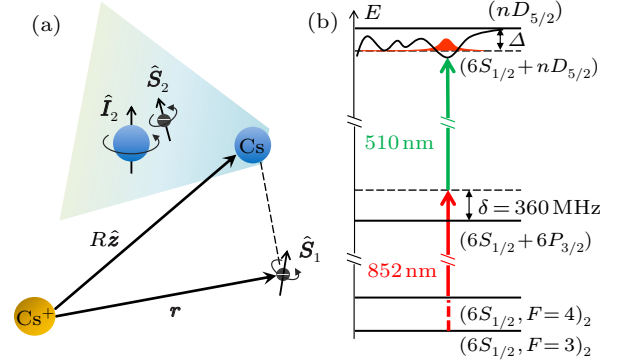 (a)
Î₂
Ŝ₂
Cs
Rẑ
Ŝ₁
Cs⁺
r
(b)
E
(nD₅/₂)
Δ
(6S₁/₂+nD₅/₂)
510 nm
δ=360 MHz
(6S₁/₂+6P₃/₂)
852 nm
(6S₁/₂, F=4)₂
(6S₁/₂, F=3)₂